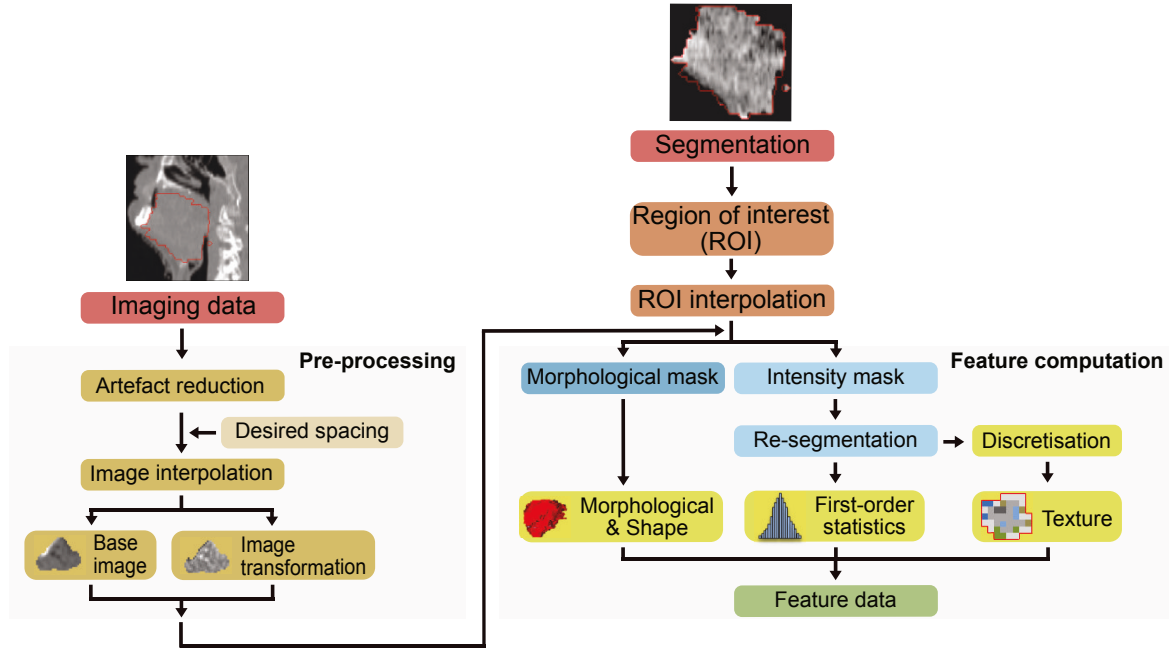 Imaging data
Pre-processing
Artefact reduction
Desired spacing
Image interpolation
Base
image
Image
transformation
Segmentation
Region of interest
(ROI)
ROI interpolation
Feature computation
Morphological mask
Intensity mask
Re-segmentation
Discretisation
Morphological
& Shape
First-order
statistics
Texture
Feature data